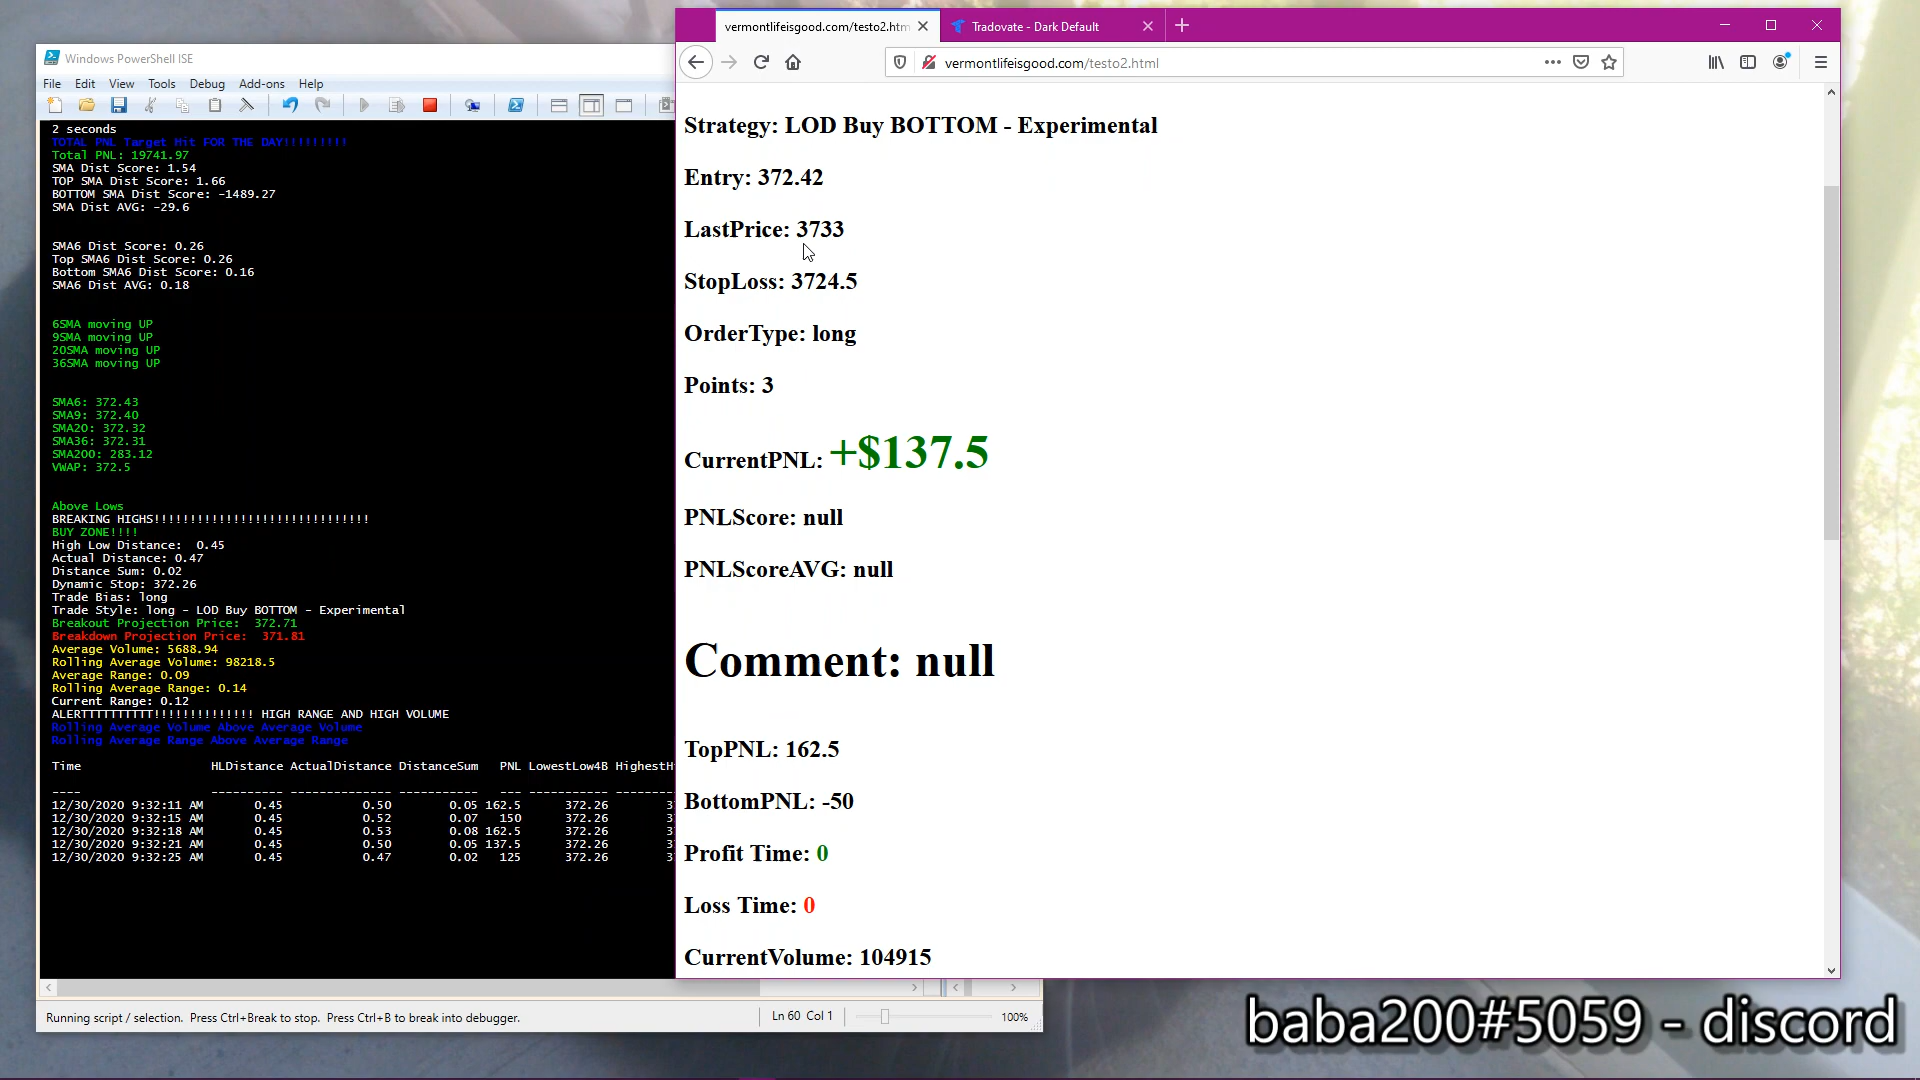 Windows PowerShell ISE
File Edit View Tools Debug Add-ons Help
2 seconds
TOTAL PNL Target Hit FOR THE DAY!!!!!!!!!
Total PNL: 19741.97
SMA Dist Score: 1.54
TOP SMA Dist Score: 1.66
BOTTOM SMA Dist Score: -1489.27
SMA Dist AVG: -29.6
SMA6 Dist Score: 0.26
Top SMA6 Dist Score: 0.26
Bottom SMA6 Dist Score: 0.16
SMA6 Dist AVG: 0.18
6SMA moving UP
9SMA moving UP
20SMA moving UP
36SMA moving UP
SMA6: 372.43
SMA9: 372.40
SMA20: 372.32
SMA36: 372.31
SMA200: 283.12
VWAP: 372.5
Above Lows
BREAKING HIGHS!!!!!!!!!!!!!!!!!!!!!!!!!!!!!!
BUY ZONE!!!!
High Low Distance:  0.45
Actual Distance: 0.47
Distance Sum: 0.02
Dynamic Stop: 372.26
Trade Bias: long
Trade Style: long - LOD Buy BOTTOM - Experimental
Breakout Projection Price:  372.71
Breakdown Projection Price:  371.81
Average Volume: 5688.94
Rolling Average Volume: 98218.5
Average Range: 0.09
Rolling Average Range: 0.14
Current Range: 0.12
ALERTTTTTTTTTT!!!!!!!!!!!!!! HIGH RANGE AND HIGH VOLUME
Rolling Average Volume Above Average Volume
Rolling Average Range Above Average Range
Time HLDistance ActualDistance DistanceSum PNL LowestLow4B HighestH
---- ---------- -------------- ----------- --- ----------- --------
12/30/2020 9:32:11 AM 0.45 0.50 0.05 162.5 372.26 3
12/30/2020 9:32:15 AM 0.45 0.52 0.07 150 372.26 3
12/30/2020 9:32:18 AM 0.45 0.53 0.08 162.5 372.26 3
12/30/2020 9:32:21 AM 0.45 0.50 0.05 137.5 372.26 3
12/30/2020 9:32:25 AM 0.45 0.47 0.02 125 372.26 3
Running script / selection.  Press Ctrl+Break to stop.  Press Ctrl+B to break into debugger.
Ln 60 Col 1
100%
vermontlifeisgood.com/testo2.htm
Tradovate - Dark Default
vermontlifeisgood.com/testo2.html
Strategy: LOD Buy BOTTOM - Experimental
Entry: 372.42
LastPrice: 3733
StopLoss: 3724.5
OrderType: long
Points: 3
CurrentPNL: +$137.5
PNLScore: null
PNLScoreAVG: null
Comment: null
TopPNL: 162.5
BottomPNL: -50
Profit Time: 0
Loss Time: 0
CurrentVolume: 104915
baba200#5059 - discord